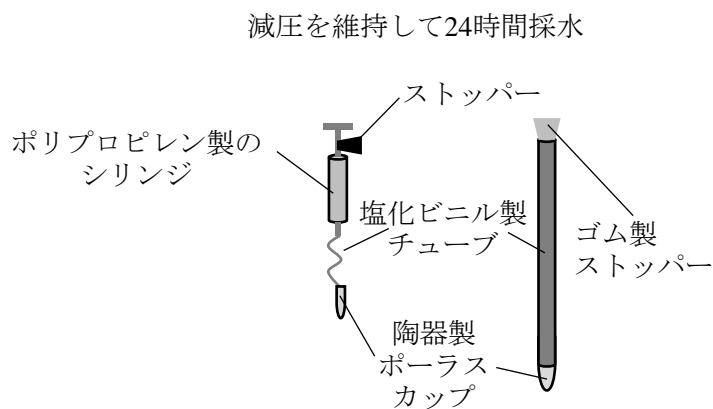 減圧を維持して24時間採水
ストッパー
ポリプロピレン製の
シリンジ
塩化ビニル製
チューブ
ゴム製
ストッパー
陶器製
ポーラス
カップ